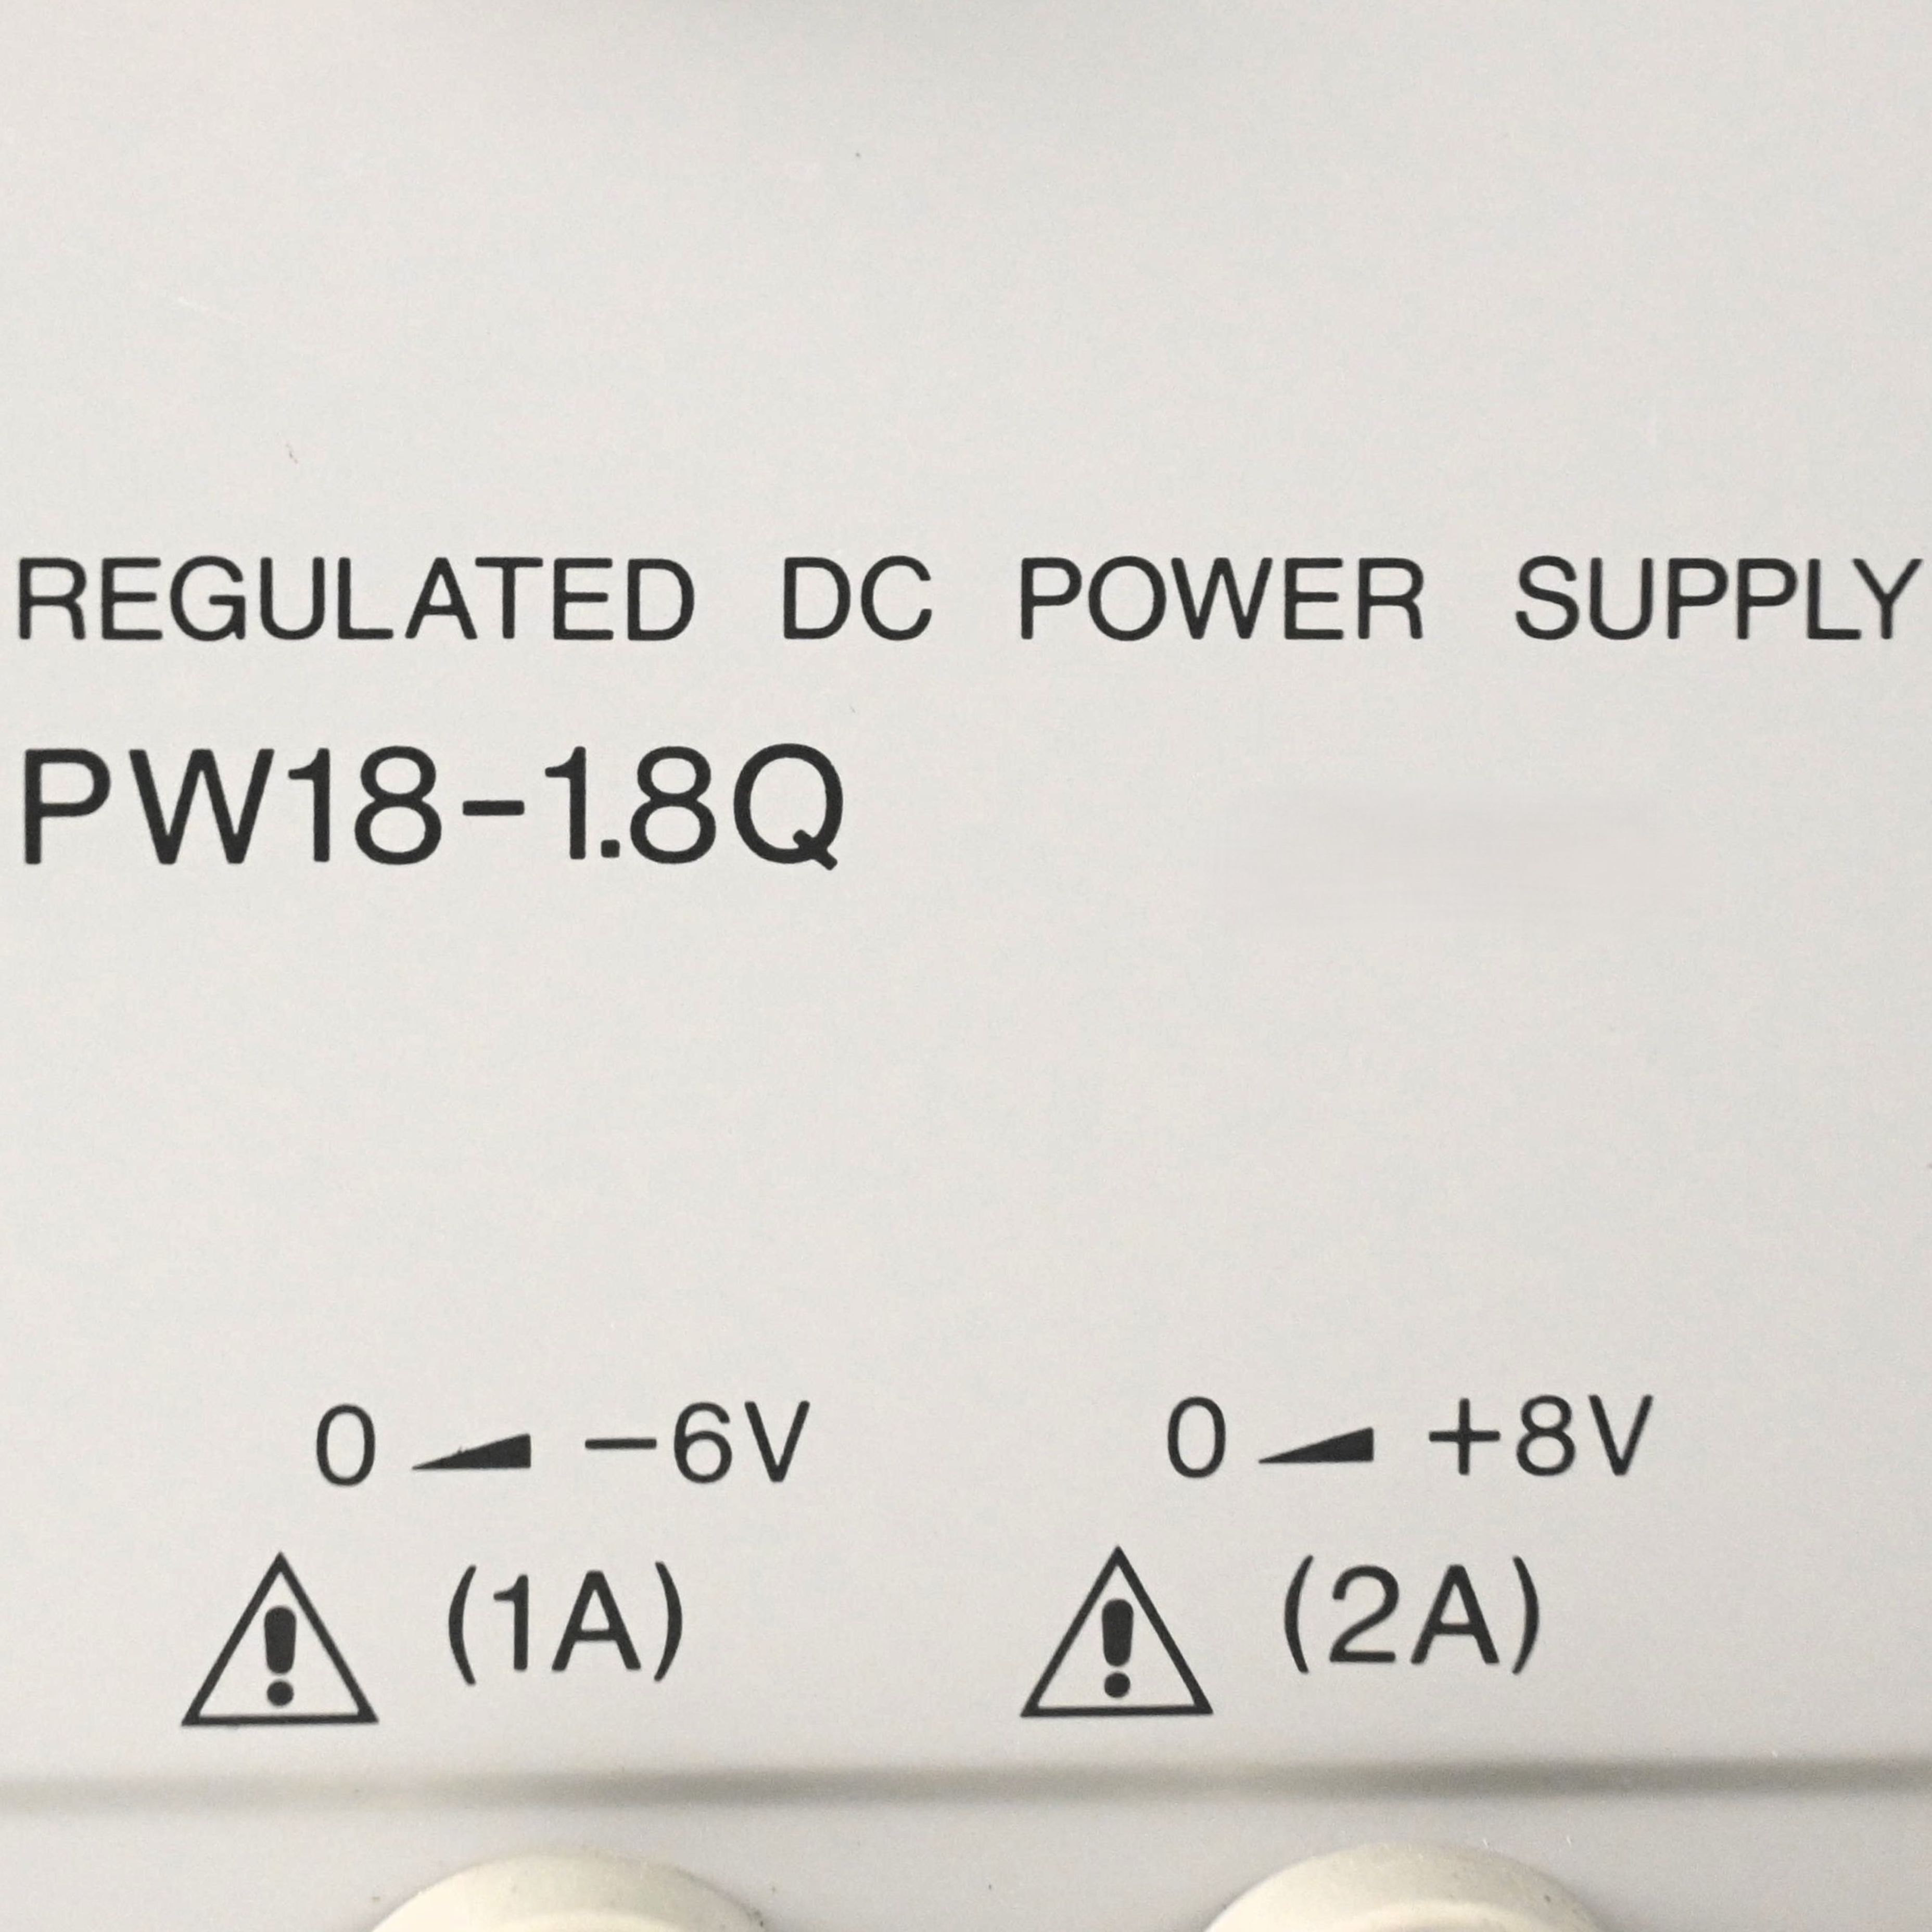 REGULATED DC POWER SUPPLY
PW18-1.8Q
0 -6V 0 +8V
(1A) (2A)